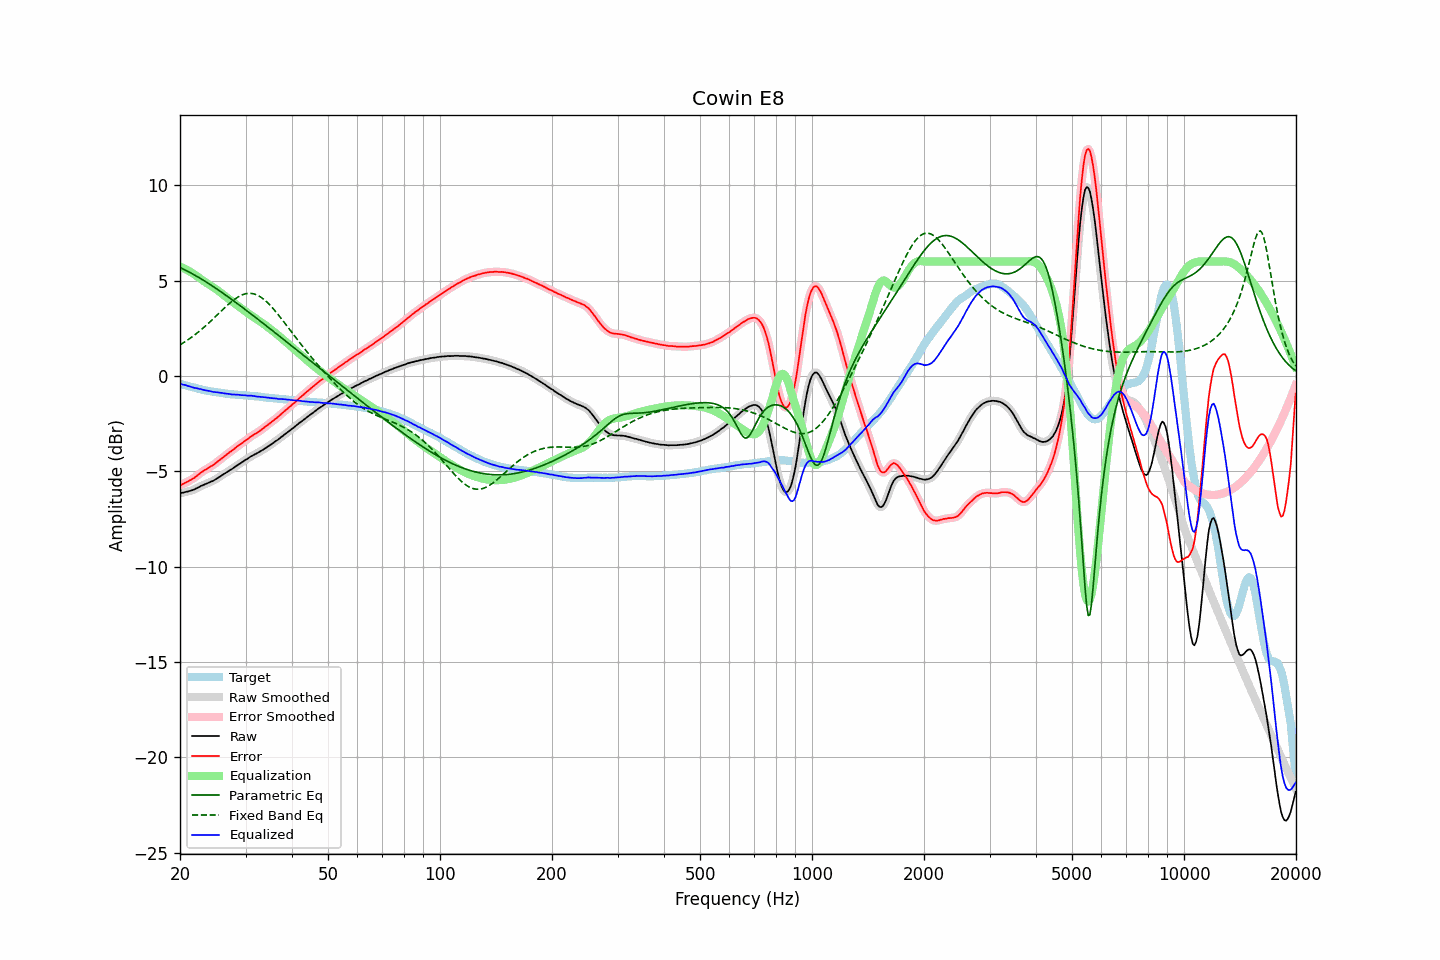 Cowin E8
Amplitude (dBr)
10
5
0
−5
−10
−15
−20
−25
Target
Raw Smoothed
Error Smoothed
Raw
Error
Equalization
Parametric Eq
Fixed Band Eq
Equalized
20
50
100
200
500
1000
2000
5000
10000
20000
Frequency (Hz)